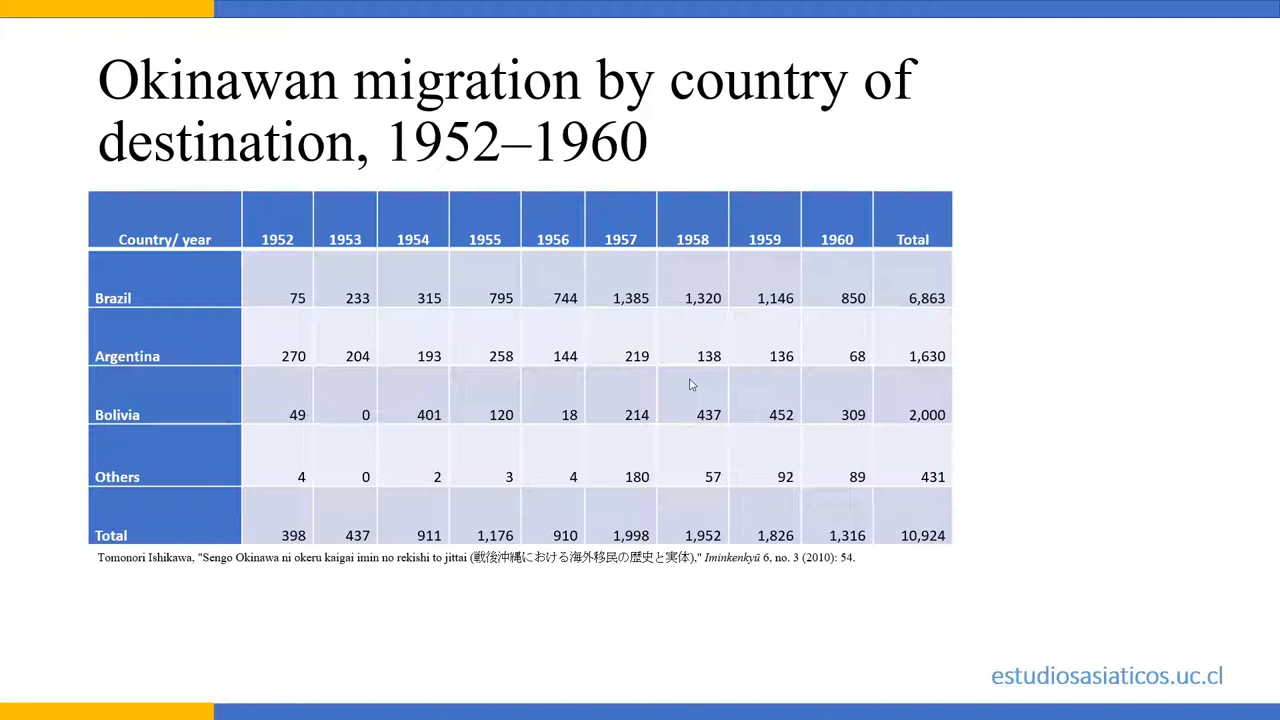 Okinawan migration by country of
destination, 1952–1960
Country/ year 1952 1953 1954 1955 1956 1957 1958 1959 1960 Total
Brazil 75 233 315 795 744 1,385 1,320 1,146 850 6,863
Argentina 270 204 193 258 144 219 138 136 68 1,630
Bolivia 49 0 401 120 18 214 437 452 309 2,000
Others 4 0 2 3 4 180 57 92 89 431
Total 398 437 911 1,176 910 1,998 1,952 1,826 1,316 10,924
Tomonori Ishikawa, "Sengo Okinawa ni okeru kaigai imin no rekishi to jittai (戦後沖縄における海外移民の歴史と実体)," Iminkenkyū 6, no. 3 (2010): 54.
estudiosasiaticos.uc.cl